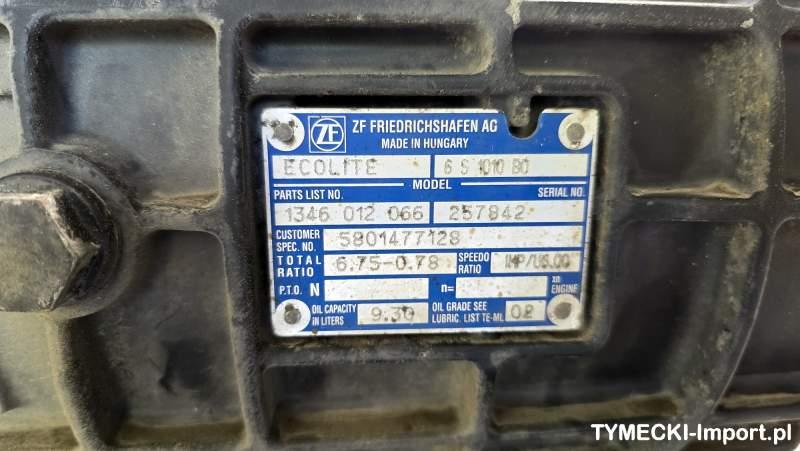 ZF FRIEDRICHSHAFEN AG
MADE IN HUNGARY
ECOLITE 6 S 1010 BO
MODEL
PARTS LIST NO. SERIAL NO.
1346 012 066 257842
CUSTOMER SPEC. NO. 5801477128
TOTAL RATIO 6.75-0.78 SPEEDO RATIO IMP/US.00
P.T.O. N n= xn ENGINE
OIL CAPACITY IN LITERS 9.30 OIL GRADE SEE LUBRIC. LIST TE-ML 02
TYMECKI-Import.pl